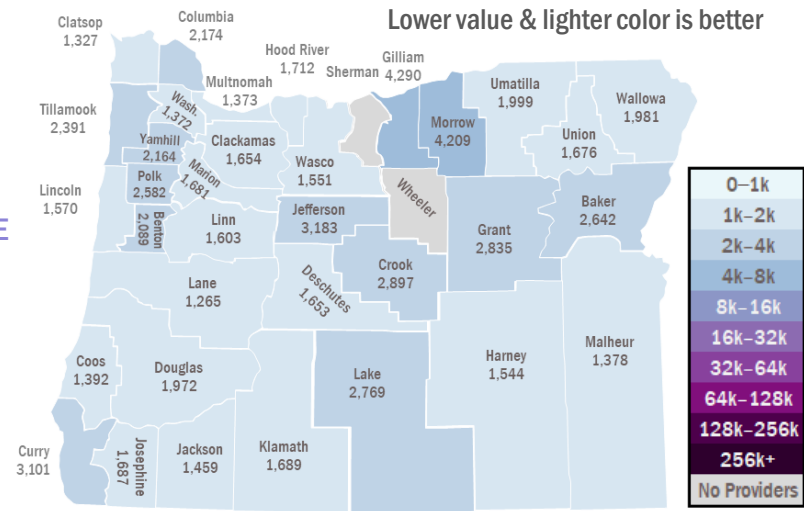 Lower value & lighter color is better
Clatsop
1,327
Columbia
2,174
Hood River
1,712
Sherman
Gilliam
4,290
Multnomah
1,373
Wash.
1,372
Tillamook
2,391
Yamhill
2,164
Clackamas
1,654
Wasco
1,551
Morrow
4,209
Umatilla
1,999
Wallowa
1,981
Union
1,676
Polk
2,582
Marion
1,681
Lincoln
1,570
Benton
2,089
Linn
1,603
Jefferson
3,183
Wheeler
Grant
2,835
Baker
2,642
E
Lane
1,265
Deschutes
1,653
Crook
2,897
Coos
1,392
Douglas
1,972
Lake
2,769
Harney
1,544
Malheur
1,378
Curry
3,101
Josephine
1,687
Jackson
1,459
Klamath
1,689
0–1k
1k–2k
2k–4k
4k–8k
8k–16k
16k–32k
32k–64k
64k–128k
128k–256k
256k+
No Providers